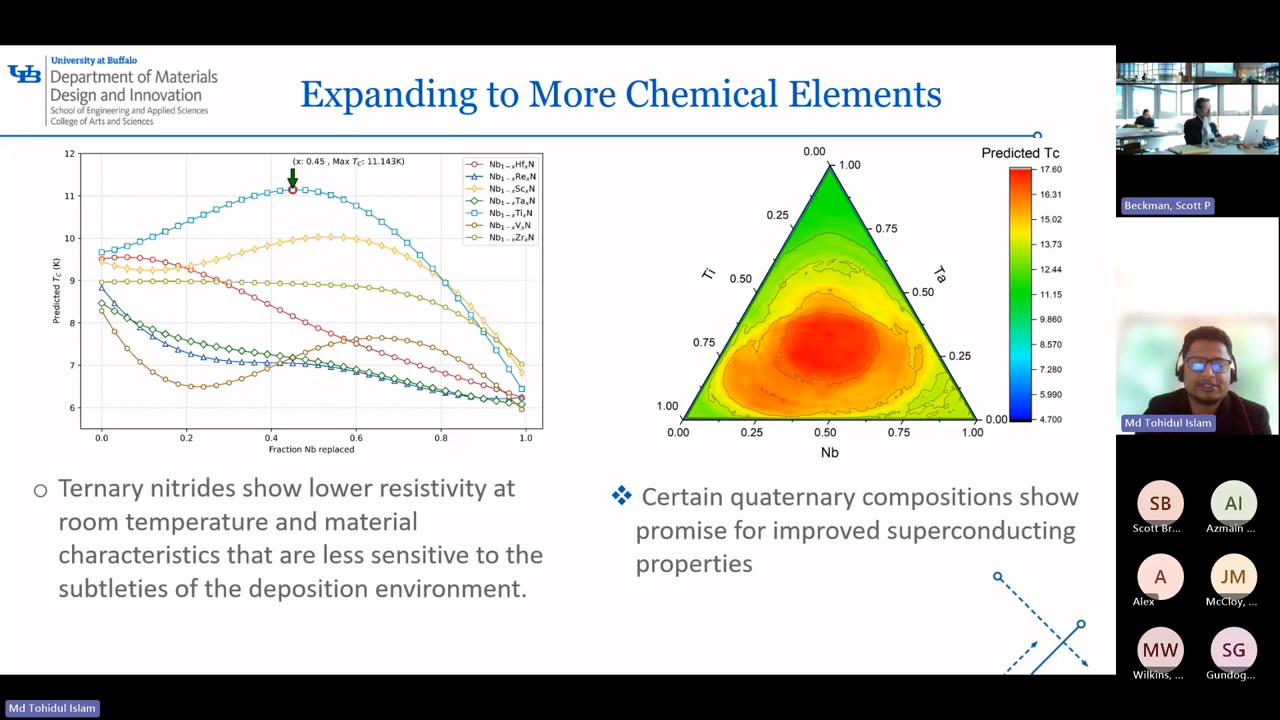 University at Buffalo
UB
Department of Materials
Design and Innovation
School of Engineering and Applied Sciences
College of Arts and Sciences
Expanding to More Chemical Elements
(x: 0.45 , Max TC: 11.143K)
12
11
10
9
8
7
6
Predicted TC (K)
0.0 0.2 0.4 0.6 0.8 1.0
Fraction Nb replaced
Nb1−xHfxN
Nb1−xRexN
Nb1−xScxN
Nb1−xTaxN
Nb1−xTixN
Nb1−xVxN
Nb1−xZrxN
Ternary nitrides show lower resistivity at
room temperature and material
characteristics that are less sensitive to the
subtleties of the deposition environment.
0.00
0.25
0.50
0.75
1.00
Ti
1.00
0.75
0.50
0.25
0.00
Ta
0.00 0.25 0.50 0.75 1.00
Nb
Predicted Tc
17.60
16.31
15.02
13.73
12.44
11.15
9.860
8.570
7.280
5.990
4.700
Certain quaternary compositions show
promise for improved superconducting
properties
Beckman, Scott P
Md Tohidul Islam
SB
Scott Br...
AI
Azmain ...
A
Alex
JM
McCloy, ...
MW
Wilkins, ...
SG
Gundog...
Md Tohidul Islam